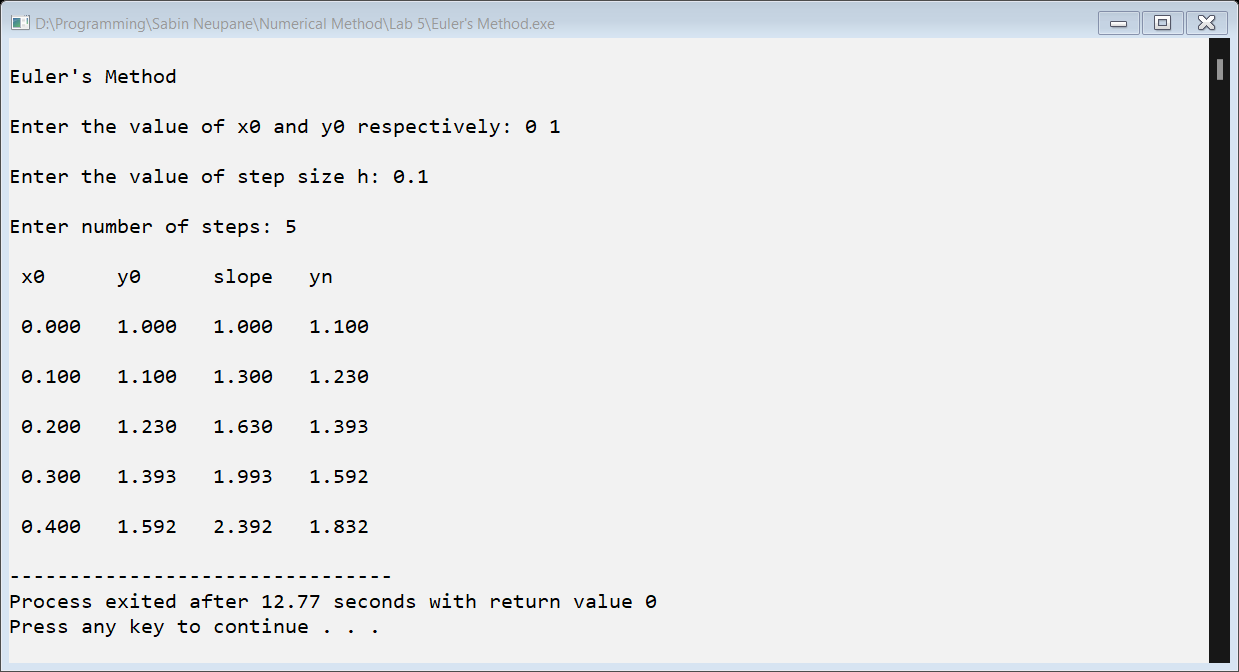 D:\Programming\Sabin Neupane\Numerical Method\Lab 5\Euler's Method.exe
Euler's Method
Enter the value of x0 and y0 respectively: 0 1
Enter the value of step size h: 0.1
Enter number of steps: 5
x0 y0 slope yn
0.000 1.000 1.000 1.100
0.100 1.100 1.300 1.230
0.200 1.230 1.630 1.393
0.300 1.393 1.993 1.592
0.400 1.592 2.392 1.832
--------------------------------
Process exited after 12.77 seconds with return value 0
Press any key to continue . . .